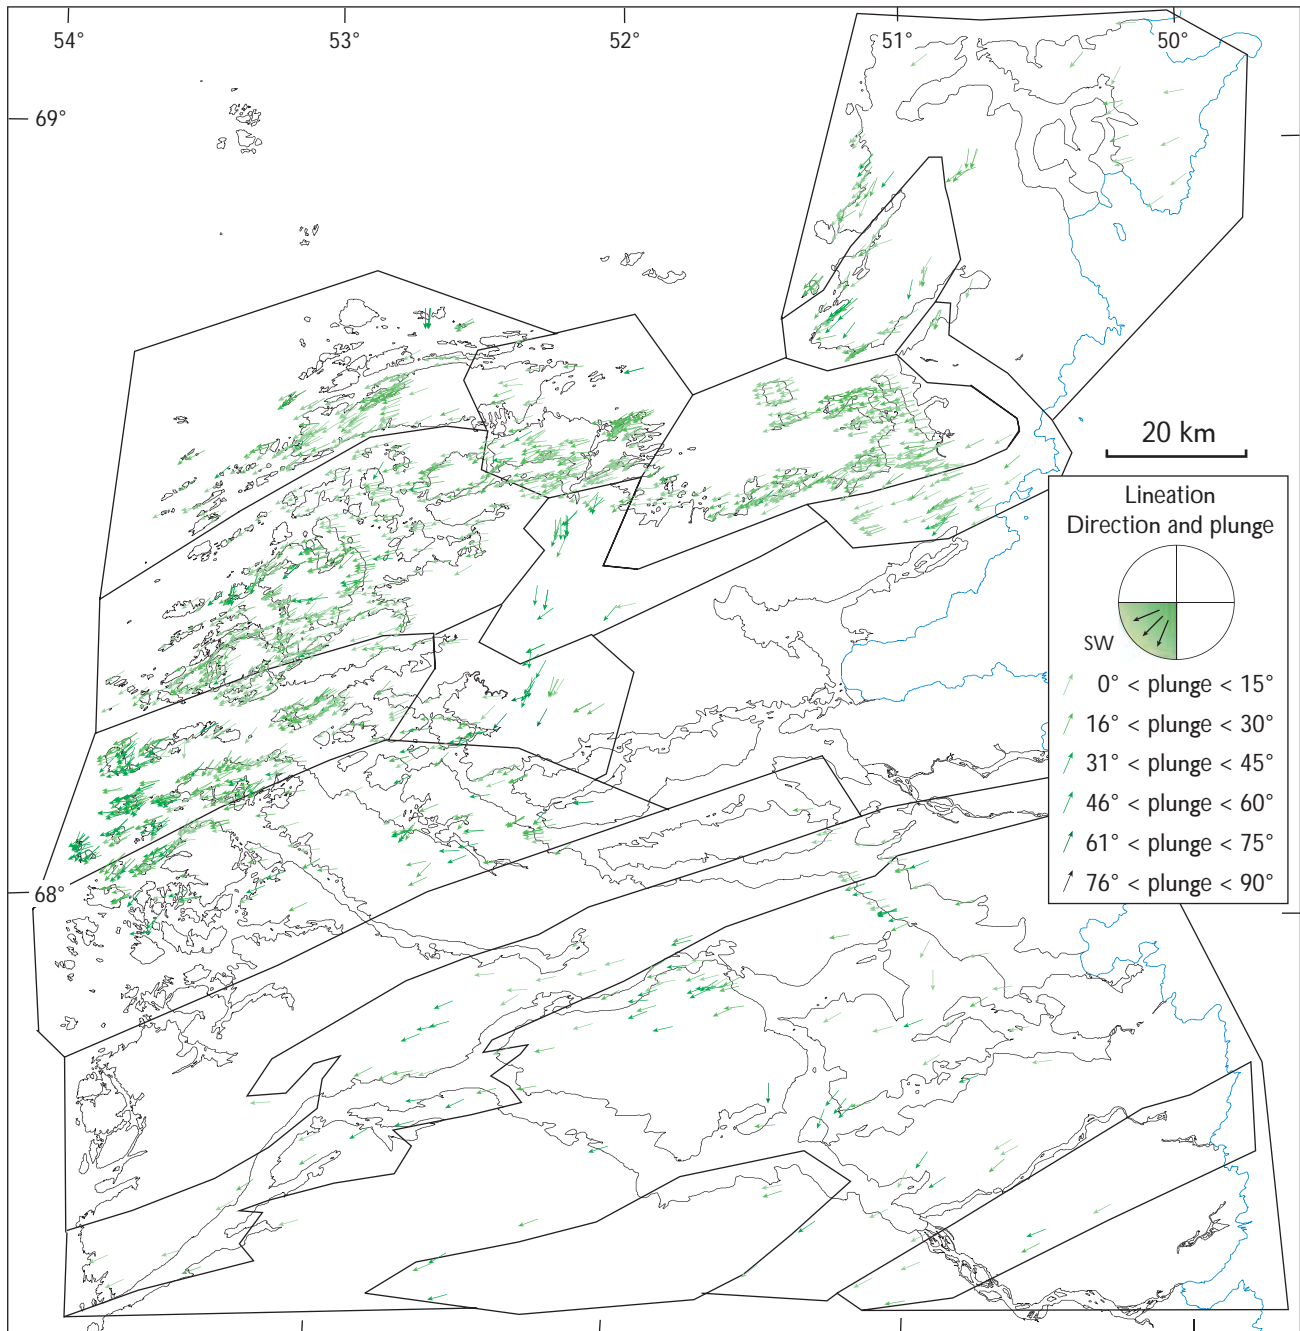 54°
53°
52°
51°
50°
69°
20 km
Lineation
Direction and plunge
SW
0° < plunge < 15°
16° < plunge < 30°
31° < plunge < 45°
46° < plunge < 60°
61° < plunge < 75°
76° < plunge < 90°
68°